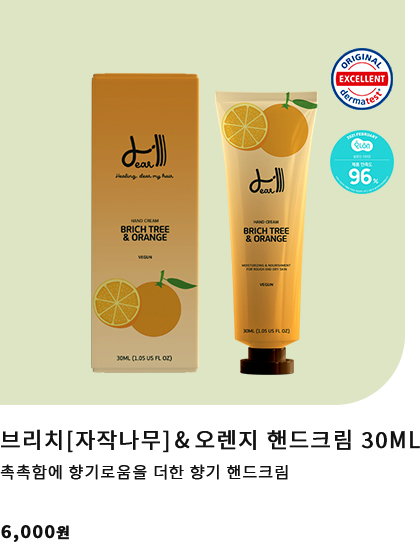 ORIGINAL
EXCELLENT
dermatest®
96%
dear
Healing, dear my hair.
HAND CREAM
BRICH TREE
& ORANGE
VEGUN
30ML (1.05 US FL OZ)
dear
HAND CREAM
BRICH TREE
& ORANGE
MOISTURIZING & NOURISHMENT
FOR ROUGH AND DRY SKIN
VEGUN
30ML (1.05 US FL OZ)
브리치[자작나무]&오렌지 핸드크림 30ML
촉촉함에 향기로움을 더한 향기 핸드크림
6,000원